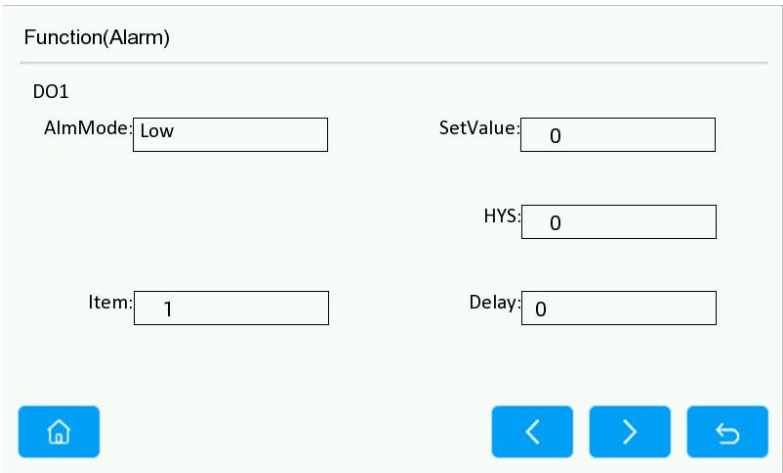 Function(Alarm)
DO1
AlmMode: Low
SetValue: 0
HYS: 0
Item: 1
Delay: 0